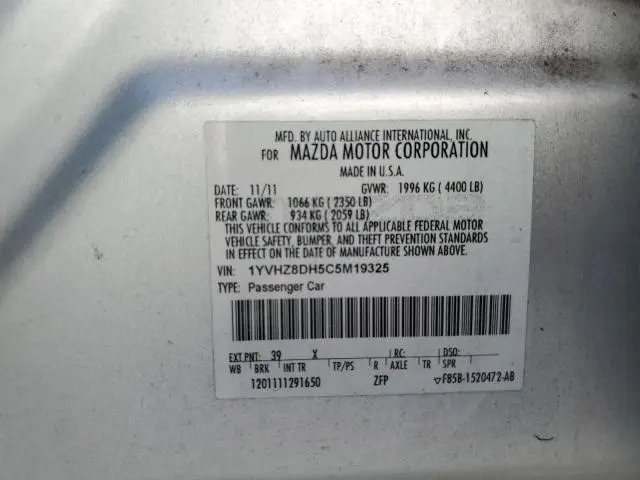 MFD. BY AUTO ALLIANCE INTERNATIONAL, INC.
FOR MAZDA MOTOR CORPORATION
MADE IN U.S.A.
DATE: 11/11 GVWR: 1996 KG ( 4400 LB)
FRONT GAWR: 1066 KG ( 2350 LB)
REAR GAWR: 934 KG ( 2059 LB)
THIS VEHICLE CONFORMS TO ALL APPLICABLE FEDERAL MOTOR
VEHICLE SAFETY, BUMPER, AND THEFT PREVENTION STANDARDS
IN EFFECT ON THE DATE OF MANUFACTURE SHOWN ABOVE.
VIN: 1YVHZ8DH5C5M19325
TYPE: Passenger Car
EXT PNT: 39 X RC: DSO:
WB BRK INT TR TP/PS R AXLE TR SPR
1201111291650 ZFP ▽F85B-1520472-AB